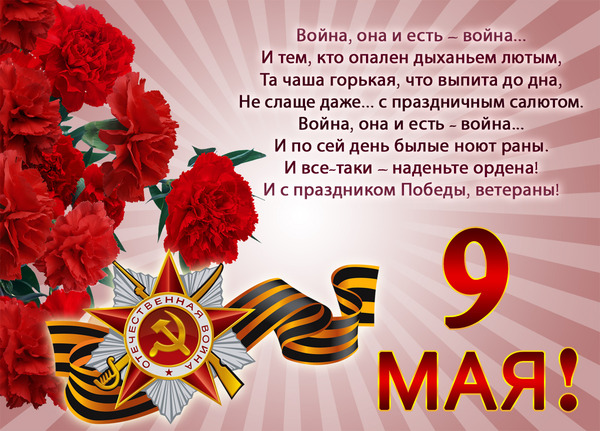 Война, она и есть ~ война...
И тем, кто опален дыханьем лютым,
Та чаша горькая, что выпита до дна,
Не слаще даже... с праздничным салютом.
Война, она и есть - война...
И по сей день былые ноют раны.
И все-таки ~ наденьте ордена!
И с праздником Победы, ветераны!
9
МАЯ!
ОТЕЧЕСТВЕННАЯ ВОЙНА